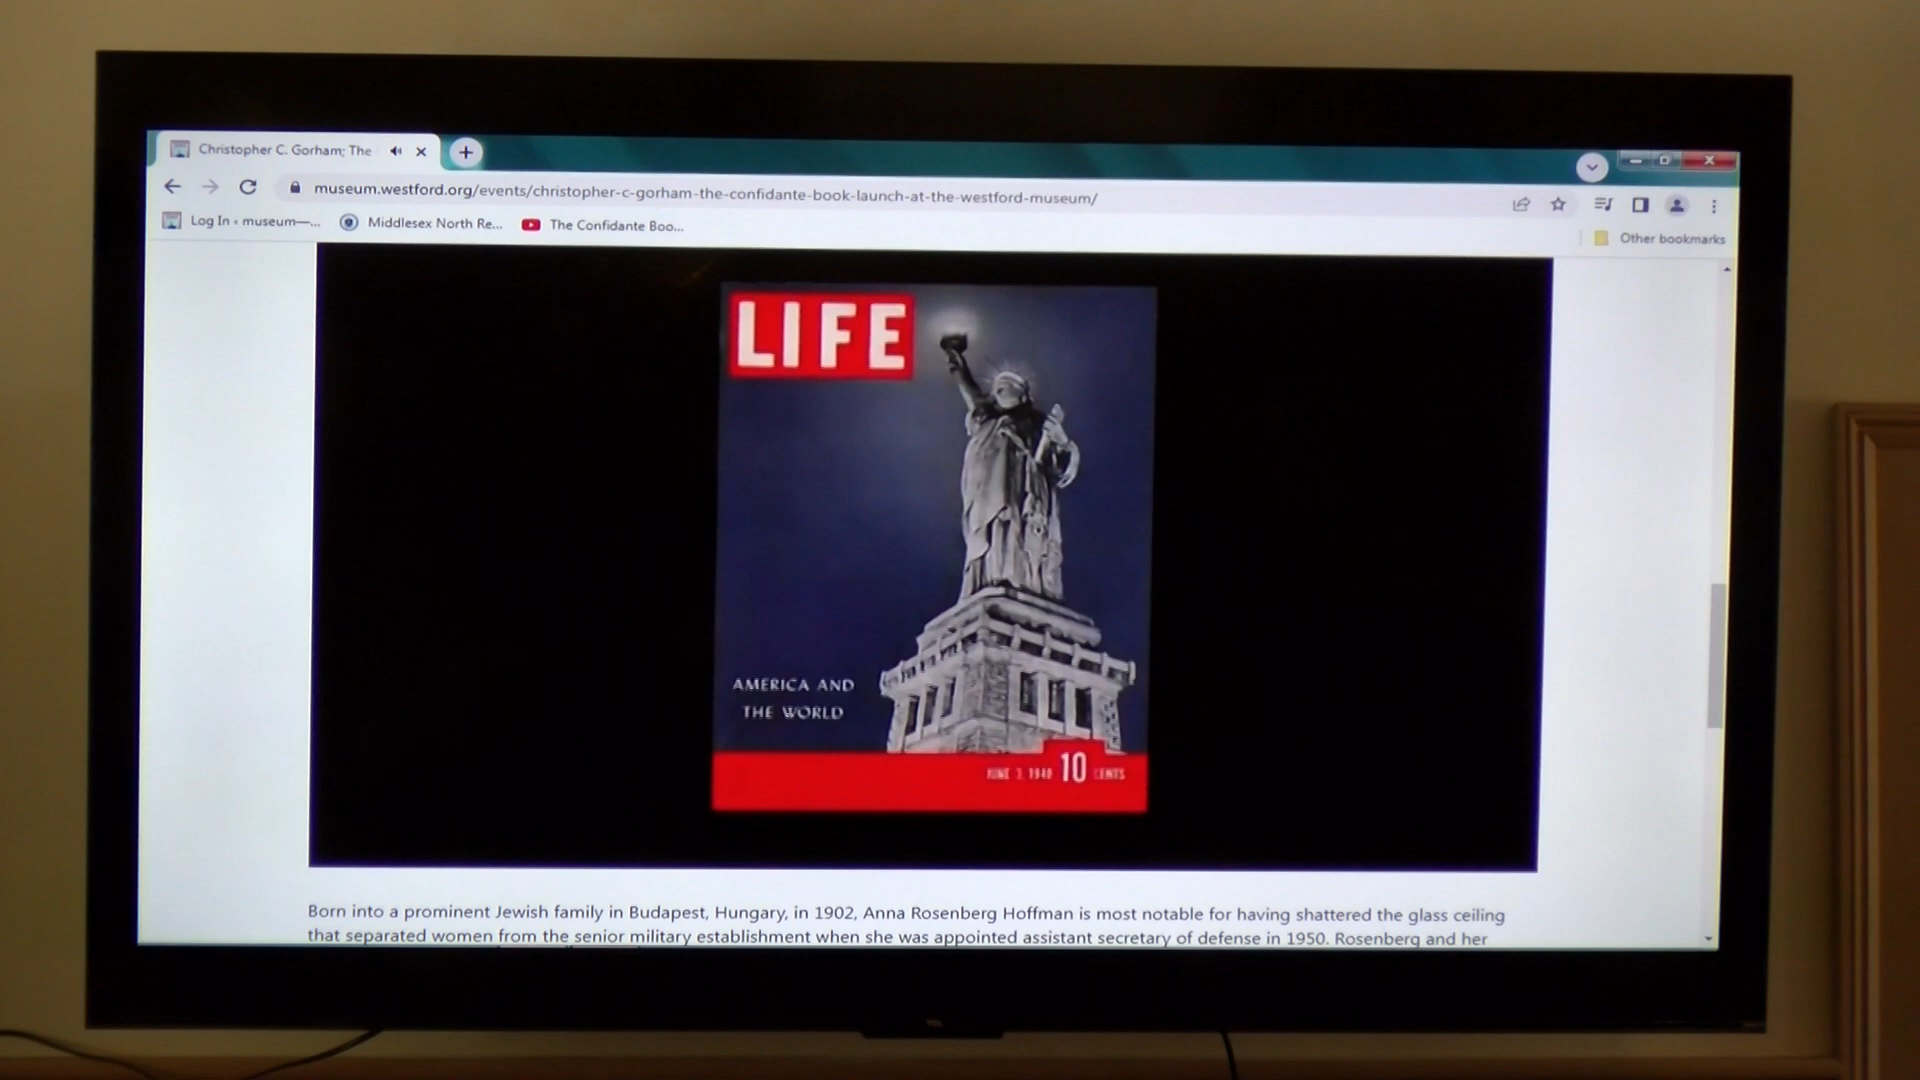 Christopher C. Gorham; The
museum.westford.org/events/christopher-c-gorham-the-confidante-book-launch-at-the-westford-museum/
Log In ‹ museum—... Middlesex North Re... The Confidante Boo...
Other bookmarks
LIFE
AMERICA AND
THE WORLD
JUNE 3, 1940 10 CENTS
Born into a prominent Jewish family in Budapest, Hungary, in 1902, Anna Rosenberg Hoffman is most notable for having shattered the glass ceiling
that separated women from the senior military establishment when she was appointed assistant secretary of defense in 1950. Rosenberg and her